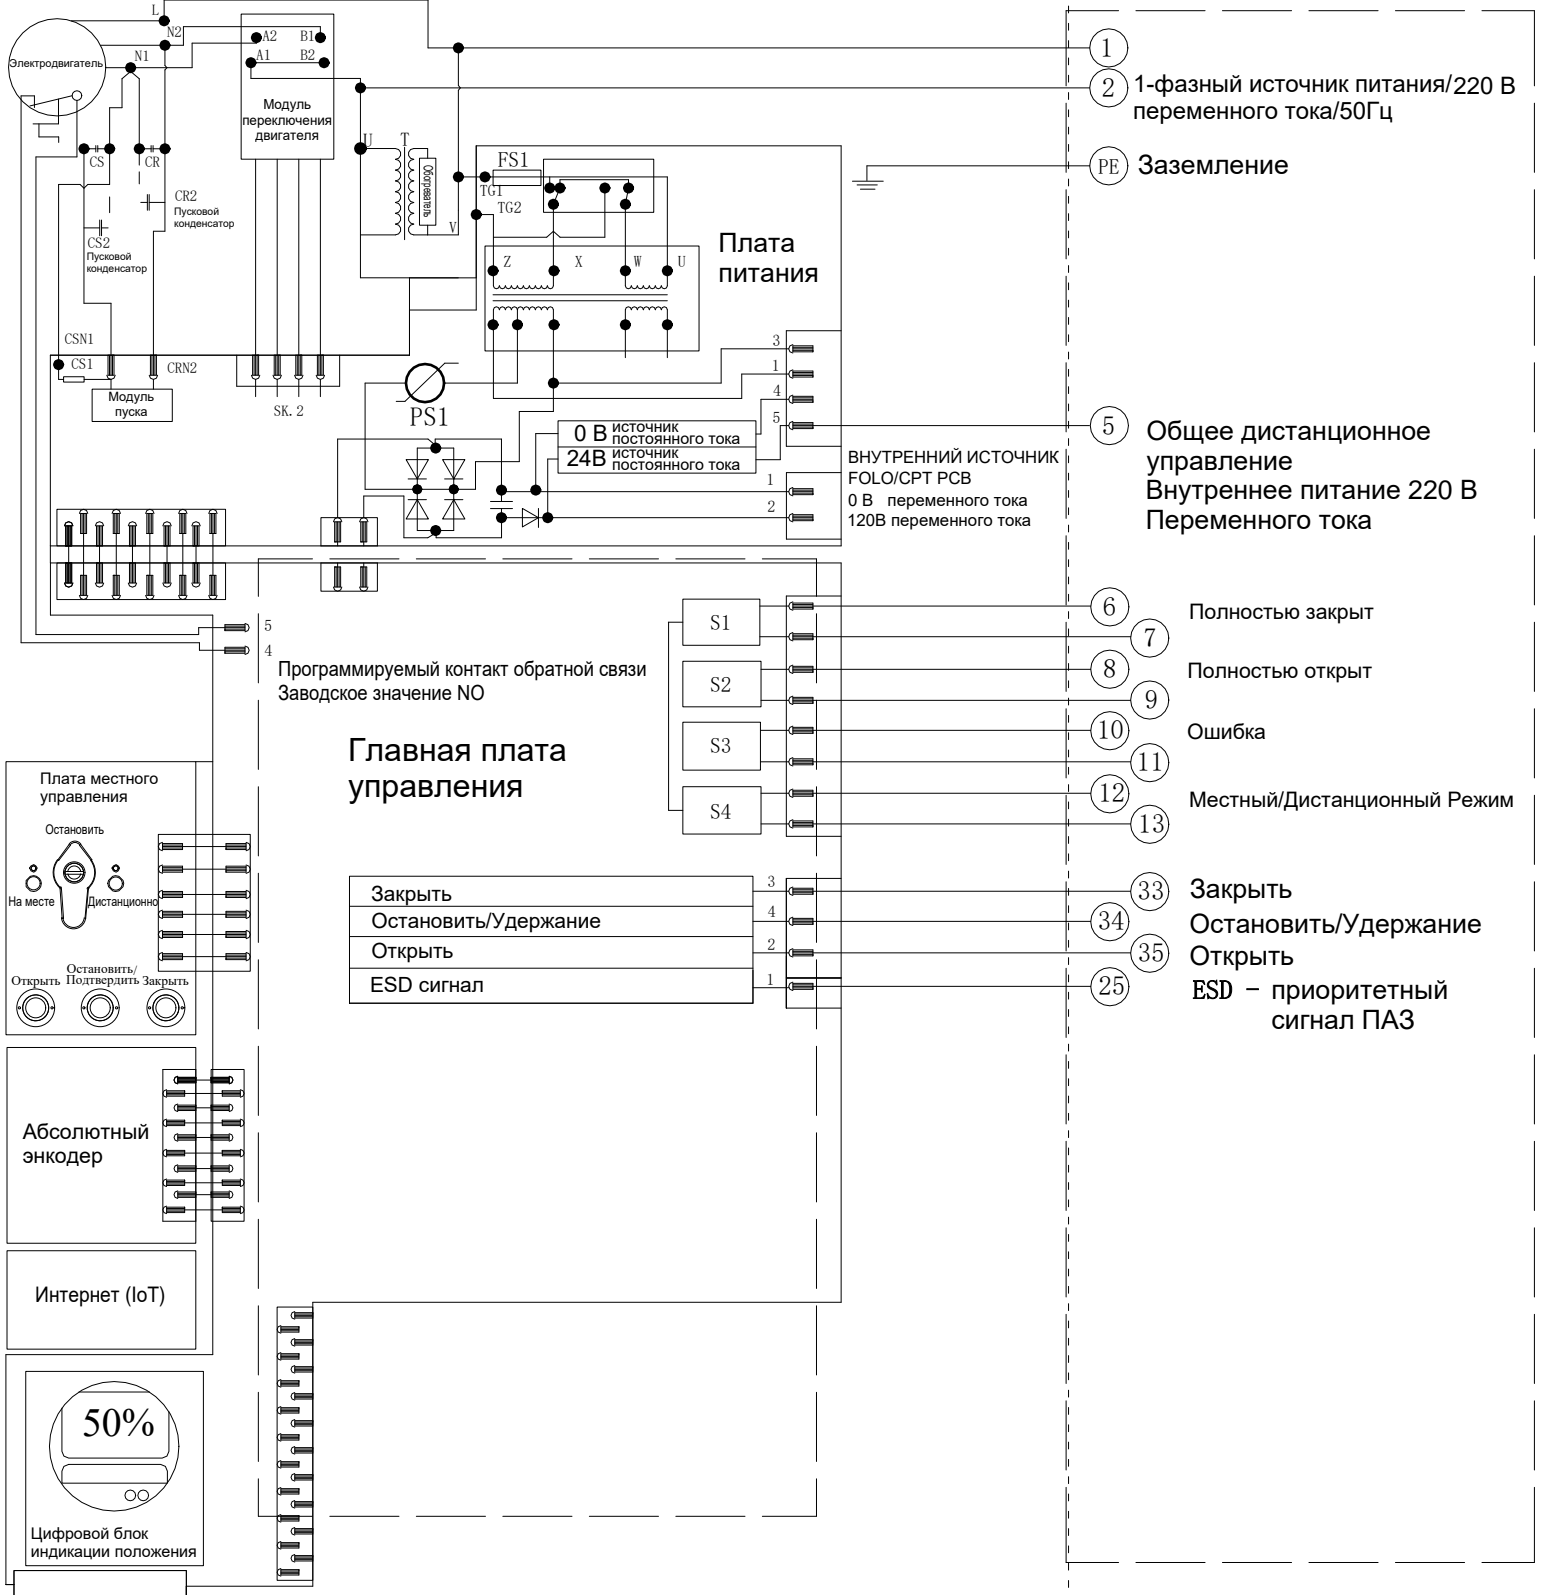 L
N2
N1
Электродвигатель
A2
B1
A1
B2
Модуль
переключения
двигателя
1
2
1-фазный источник питания/220 В
переменного тока/50Гц
PE
Заземление
CS
CR
CR2
Пусковой
конденсатор
CS2
Пусковой
конденсатор
U
T
Обогреватель
V
FS1
TG1
TG2
Z
X
W
U
Плата
питания
CSN1
CS1
CRN2
Модуль
пуска
SK.2
PS1
3
1
4
5
0 В источник
постоянного тока
24В источник
постоянного тока
1
2
ВНУТРЕННИЙ ИСТОЧНИК
FOLO/CPT PCB
0 В переменного тока
120В переменного тока
5
Общее дистанционное
управление
Внутреннее питание 220 В
Переменного тока
5
4
Программируемый контакт обратной связи
Заводское значение NO
Главная плата
управления
S1
S2
S3
S4
6
Полностью закрыт
7
8
Полностью открыт
9
10
Ошибка
11
12
Местный/Дистанционный Режим
13
Плата местного
управления
Остановить
На месте
Дистанционно
Открыть
Остановить/
Подтвердить
Закрыть
Закрыть
3
Остановить/Удержание
4
Открыть
2
ESD сигнал
1
33
Закрыть
34
Остановить/Удержание
35
Открыть
25
ESD - приоритетный
сигнал ПАЗ
Абсолютный
энкодер
Интернет (IoT)
50%
Цифровой блок
индикации положения